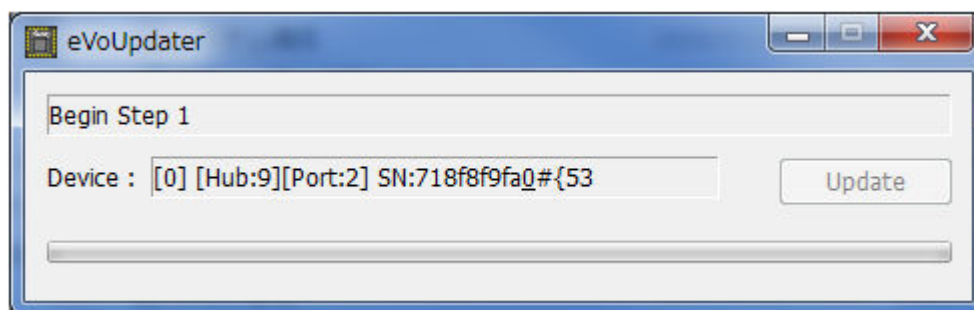 eVoUpdater
Begin Step 1
Device : [0] [Hub:9][Port:2] SN:718f8f9fa0#{53
Update